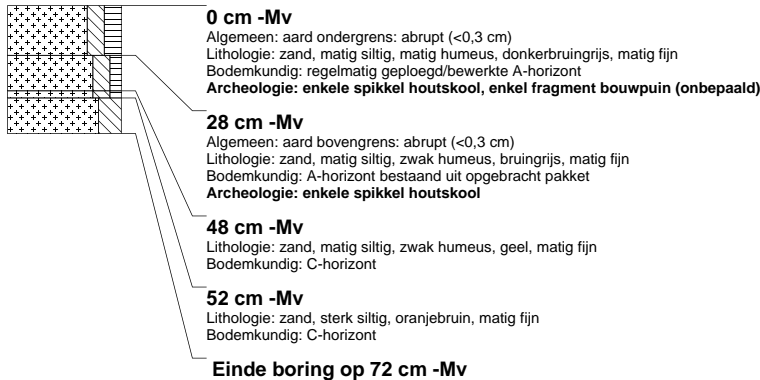 0 cm -Mv
Algemeen: aard ondergrens: abrupt (<0,3 cm)
Lithologie: zand, matig siltig, matig humeus, donkerbruingrijs, matig fijn
Bodemkundig: regelmatig geploegd/bewerkte A-horizont
Archeologie: enkele spikkel houtskool, enkel fragment bouwpuin (onbepaald)
28 cm -Mv
Algemeen: aard bovengrens: abrupt (<0,3 cm)
Lithologie: zand, matig siltig, zwak humeus, bruingrijs, matig fijn
Bodemkundig: A-horizont bestaand uit opgebracht pakket
Archeologie: enkele spikkel houtskool
48 cm -Mv
Lithologie: zand, matig siltig, zwak humeus, geel, matig fijn
Bodemkundig: C-horizont
52 cm -Mv
Lithologie: zand, sterk siltig, oranjebruin, matig fijn
Bodemkundig: C-horizont
Einde boring op 72 cm -Mv